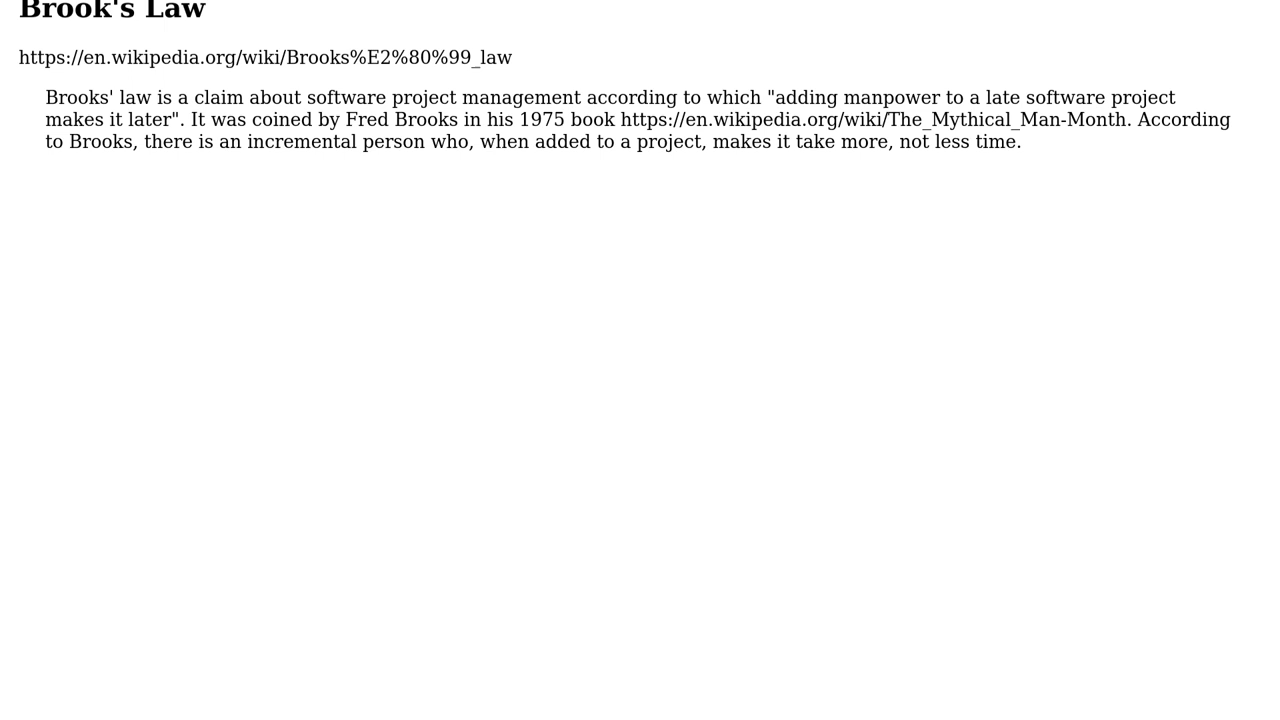 Brook's Law
https://en.wikipedia.org/wiki/Brooks%E2%80%99_law
Brooks' law is a claim about software project management according to which "adding manpower to a late software project
makes it later". It was coined by Fred Brooks in his 1975 book https://en.wikipedia.org/wiki/The_Mythical_Man-Month. According
to Brooks, there is an incremental person who, when added to a project, makes it take more, not less time.